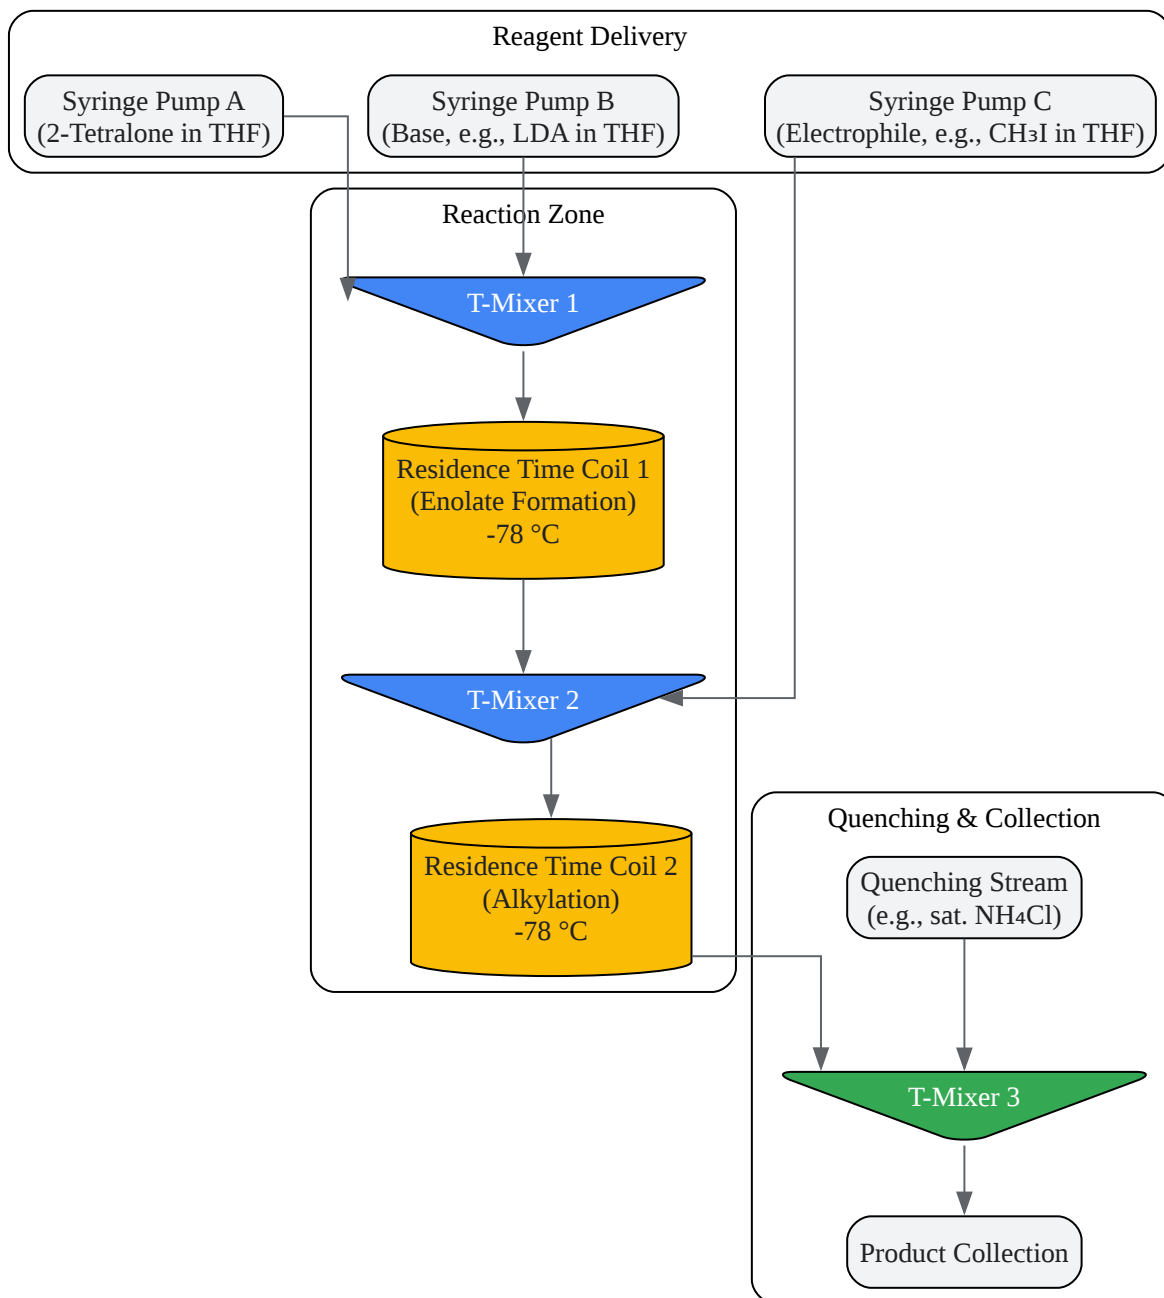 Reagent Delivery
Syringe Pump A
(2-Tetralone in THF)
Syringe Pump B
(Base, e.g., LDA in THF)
Syringe Pump C
(Electrophile, e.g., CH₃I in THF)
Reaction Zone
T-Mixer 1
Residence Time Coil 1
(Enolate Formation)
-78 °C
T-Mixer 2
Residence Time Coil 2
(Alkylation)
-78 °C
Quenching & Collection
Quenching Stream
(e.g., sat. NH₄Cl)
T-Mixer 3
Product Collection